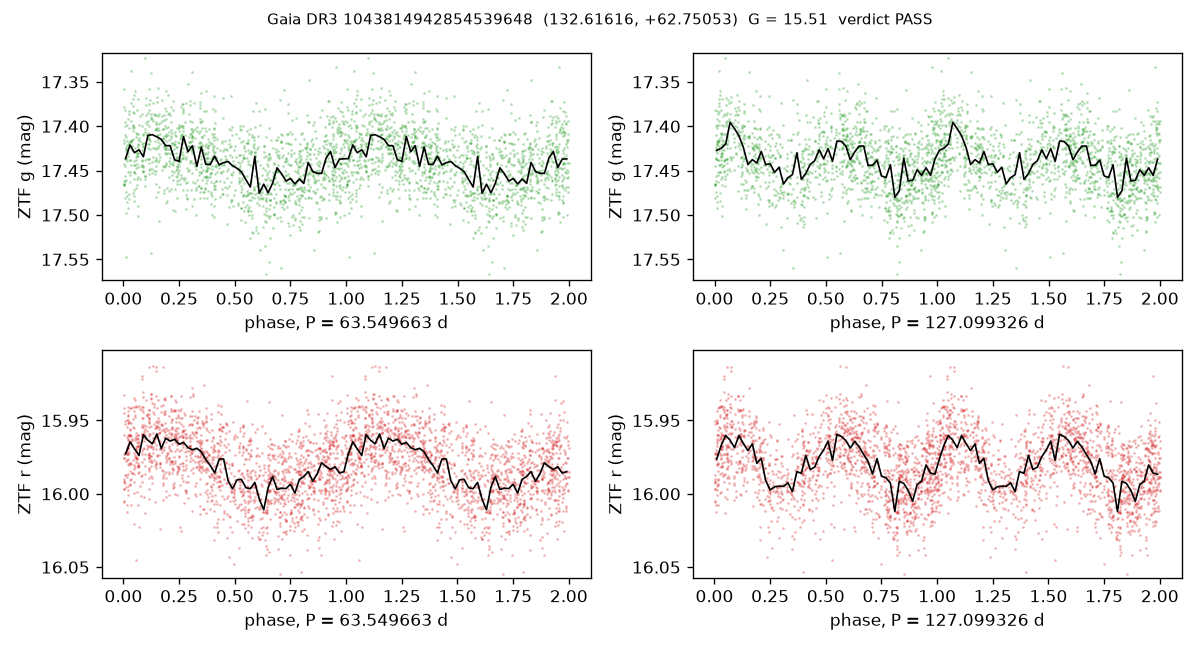 Gaia DR3 1043814942854539648 (132.61616, +62.75053) G = 15.51 verdict PASS
ZTF g (mag)
17.35
17.40
17.45
17.50
17.55
0.00 0.25 0.50 0.75 1.00 1.25 1.50 1.75 2.00
phase, P = 63.549663 d
ZTF g (mag)
17.35
17.40
17.45
17.50
17.55
0.00 0.25 0.50 0.75 1.00 1.25 1.50 1.75 2.00
phase, P = 127.099326 d
ZTF r (mag)
15.95
16.00
16.05
0.00 0.25 0.50 0.75 1.00 1.25 1.50 1.75 2.00
phase, P = 63.549663 d
ZTF r (mag)
15.95
16.00
16.05
0.00 0.25 0.50 0.75 1.00 1.25 1.50 1.75 2.00
phase, P = 127.099326 d